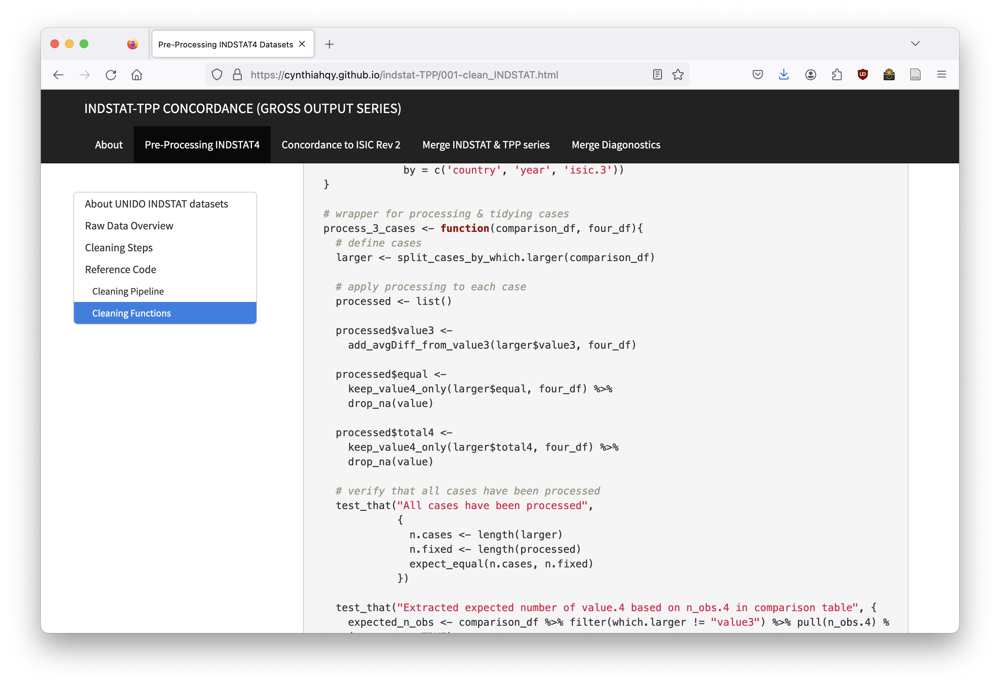 Pre-Processing INDSTAT4 Datasets
https://cynthiahqy.github.io/indstat-TPP/001-clean_INDSTAT.html
INDSTAT-TPP CONCORDANCE (GROSS OUTPUT SERIES)
About
Pre-Processing INDSTAT4
Concordance to ISIC Rev 2
Merge INDSTAT & TPP series
Merge Diagonostics
About UNIDO INDSTAT datasets
Raw Data Overview
Cleaning Steps
Reference Code
Cleaning Pipeline
Cleaning Functions
by = c('country', 'year', 'isic.3'))
}
# wrapper for processing & tidying cases
process_3_cases <- function(comparison_df, four_df){
# define cases
larger <- split_cases_by_which.larger(comparison_df)
# apply processing to each case
processed <- list()
processed$value3 <-
add_avgDiff_from_value3(larger$value3, four_df)
processed$equal <-
keep_value4_only(larger$equal, four_df) %>%
drop_na(value)
processed$total4 <-
keep_value4_only(larger$total4, four_df) %>%
drop_na(value)
# verify that all cases have been processed
test_that("All cases have been processed",
{
n.cases <- length(larger)
n.fixed <- length(processed)
expect_equal(n.cases, n.fixed)
})
test_that("Extracted expected number of value.4 based on n_obs.4 in comparison table", {
expected_n_obs <- comparison_df %>% filter(which.larger != "value3") %>% pull(n_obs.4) %